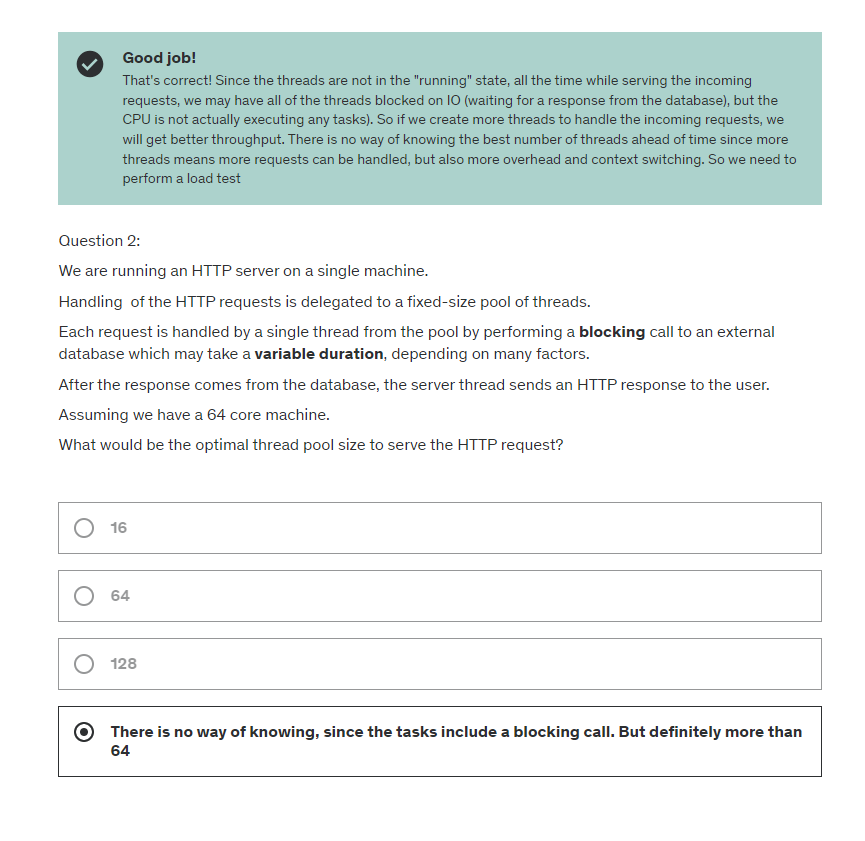 Good job!
That's correct! Since the threads are not in the "running" state, all the time while serving the incoming
requests, we may have all of the threads blocked on IO (waiting for a response from the database), but the
CPU is not actually executing any tasks). So if we create more threads to handle the incoming requests, we
will get better throughput. There is no way of knowing the best number of threads ahead of time since more
threads means more requests can be handled, but also more overhead and context switching. So we need to
perform a load test
Question 2:
We are running an HTTP server on a single machine.
Handling  of the HTTP requests is delegated to a fixed-size pool of threads.
Each request is handled by a single thread from the pool by performing a blocking call to an external
database which may take a variable duration, depending on many factors.
After the response comes from the database, the server thread sends an HTTP response to the user.
Assuming we have a 64 core machine.
What would be the optimal thread pool size to serve the HTTP request?
16
64
128
There is no way of knowing, since the tasks include a blocking call. But definitely more than
64